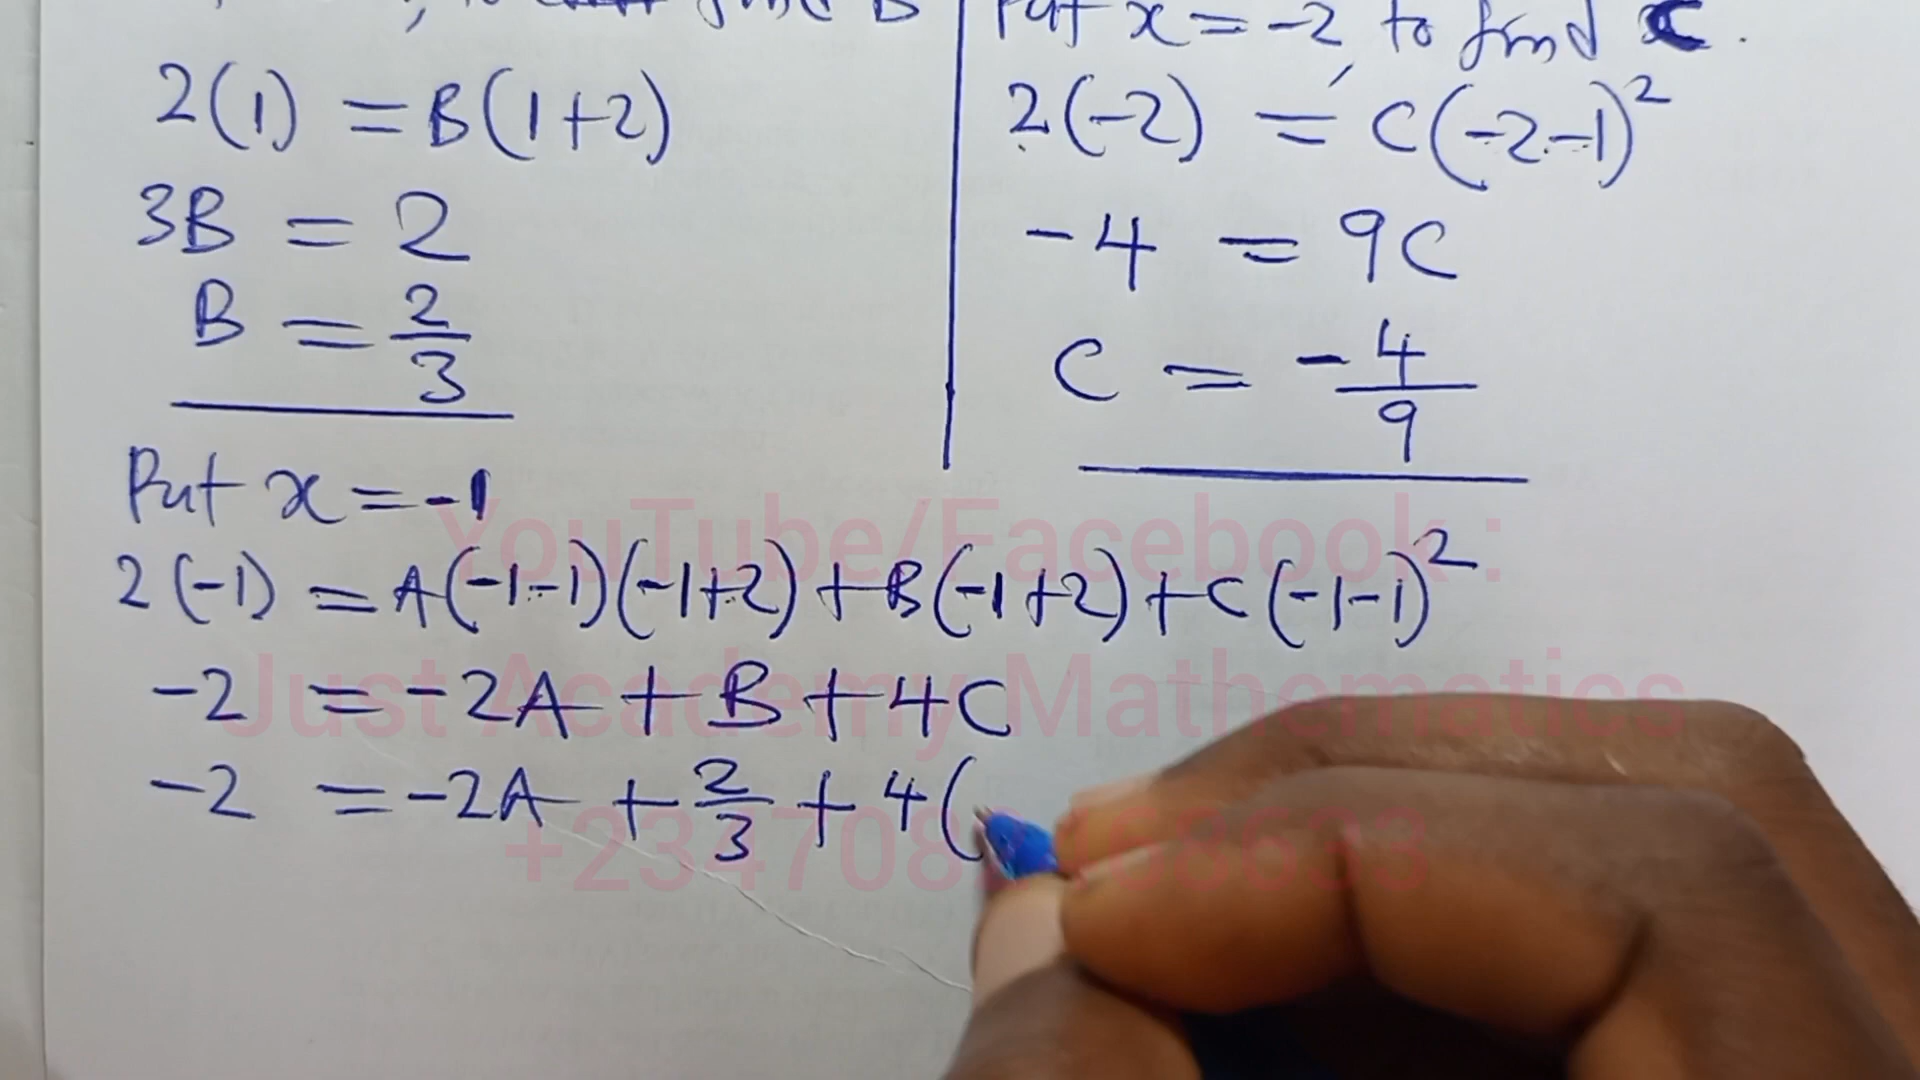 to find B
2(1) = B(1+2)
3B = 2
B = 2/3
Put x = -2, to find C.
2(-2) = C(-2-1)²
-4 = 9C
C = -4/9
Put x = -1
2(-1) = A(-1-1)(-1+2) + B(-1+2) + C(-1-1)²
-2 = -2A + B + 4C
-2 = -2A + 2/3 + 4(
YouTube/Facebook :
Just Academy Mathematics